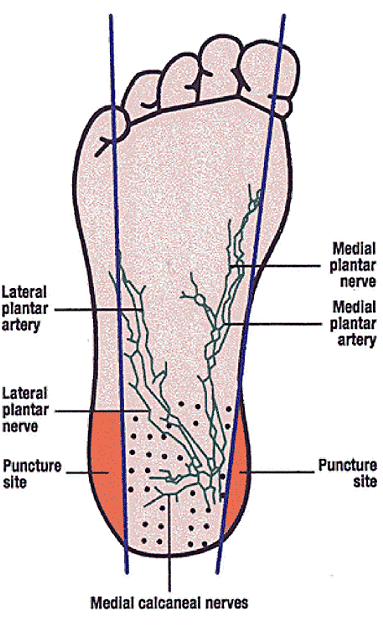 Medial
plantar
nerve
Lateral
plantar
artery
Medial
plantar
artery
Lateral
plantar
nerve
Puncture
site
Puncture
site
Medial calcaneal nerves